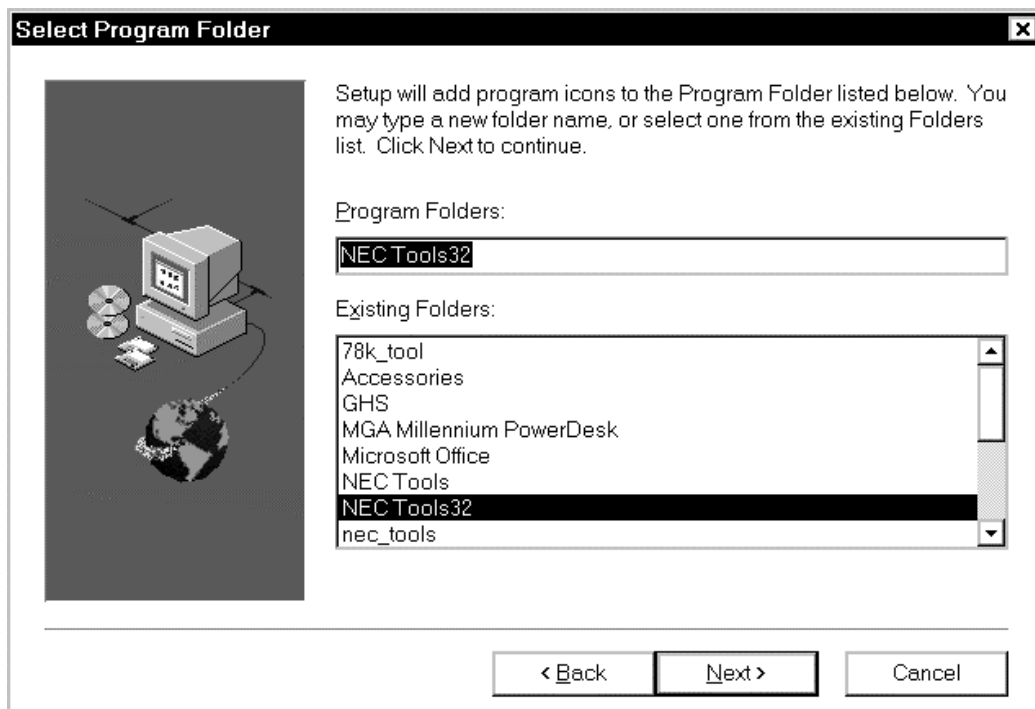 Select Program Folder
Setup will add program icons to the Program Folder listed below. You
may type a new folder name, or select one from the existing Folders
list. Click Next to continue.
Program Folders:
NEC Tools32
Existing Folders:
78k_tool
Accessories
GHS
MGA Millennium PowerDesk
Microsoft Office
NEC Tools
NEC Tools32
nec_tools
< Back
Next >
Cancel